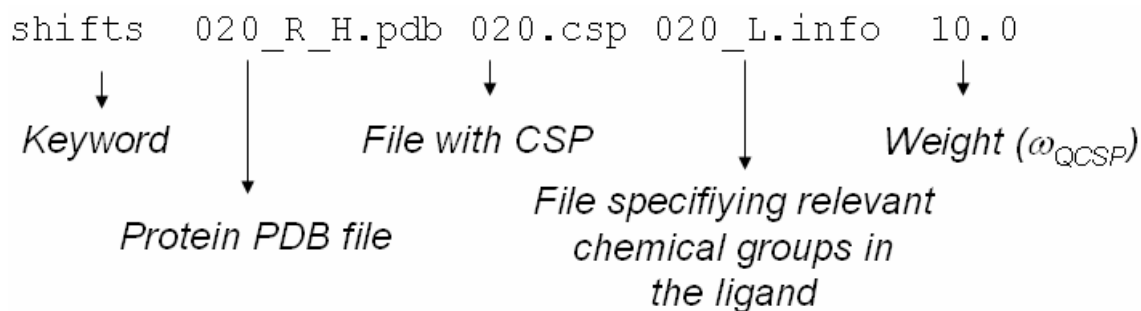 shifts 020_R_H.pdb 020.csp 020_L.info 10.0
Keyword
File with CSP
Weight (ωQCSP)
Protein PDB file
File specifiying relevant
chemical groups in
the ligand